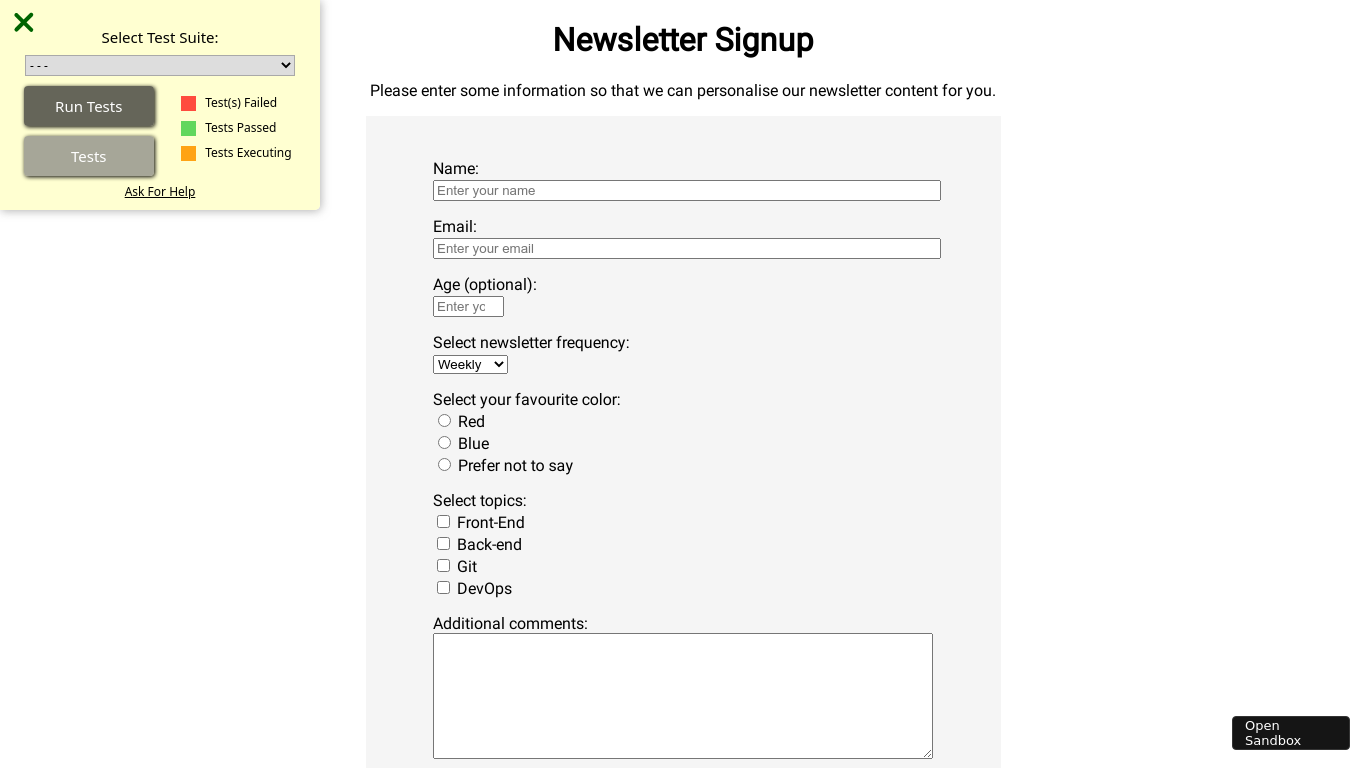 Select Test Suite:
- - -
Run Tests
Tests
Test(s) Failed
Tests Passed
Tests Executing
Ask For Help
Newsletter Signup
Please enter some information so that we can personalise our newsletter content for you.
Name:
Enter your name
Email:
Enter your email
Age (optional):
Enter yo
Select newsletter frequency:
Weekly
Select your favourite color:
Red
Blue
Prefer not to say
Select topics:
Front-End
Back-end
Git
DevOps
Additional comments:
Open
Sandbox